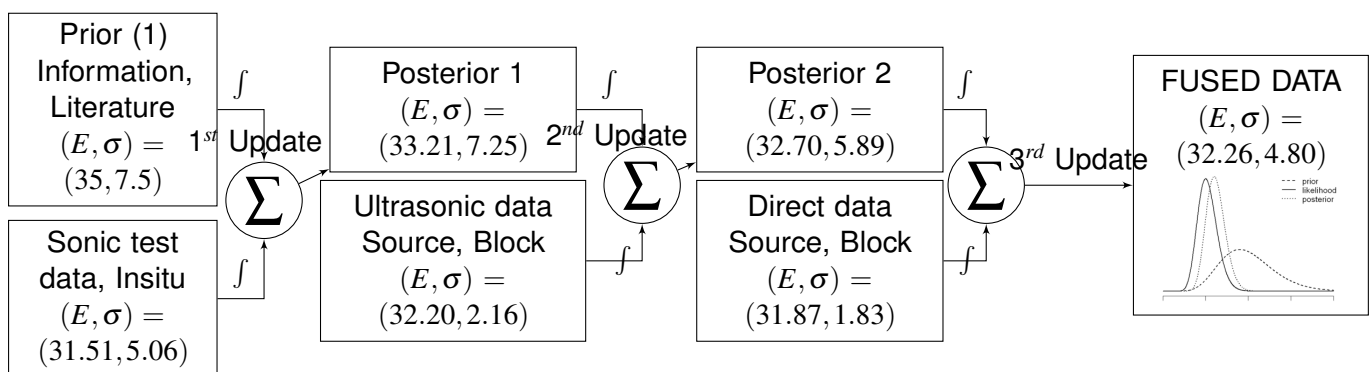 Prior (1)
Information,
Literature
(E, σ) =
(35, 7.5)
Sonic test
data, Insitu
(E, σ) =
(31.51, 5.06)
∫
1st Update
∑
∫
Posterior 1
(E, σ) =
(33.21, 7.25)
Ultrasonic data
Source, Block
(E, σ) =
(32.20, 2.16)
∫
2nd Update
∑
∫
Posterior 2
(E, σ) =
(32.70, 5.89)
Direct data
Source, Block
(E, σ) =
(31.87, 1.83)
∫
3rd Update
∑
∫
FUSED DATA
(E, σ) =
(32.26, 4.80)
prior
likelihood
posterior